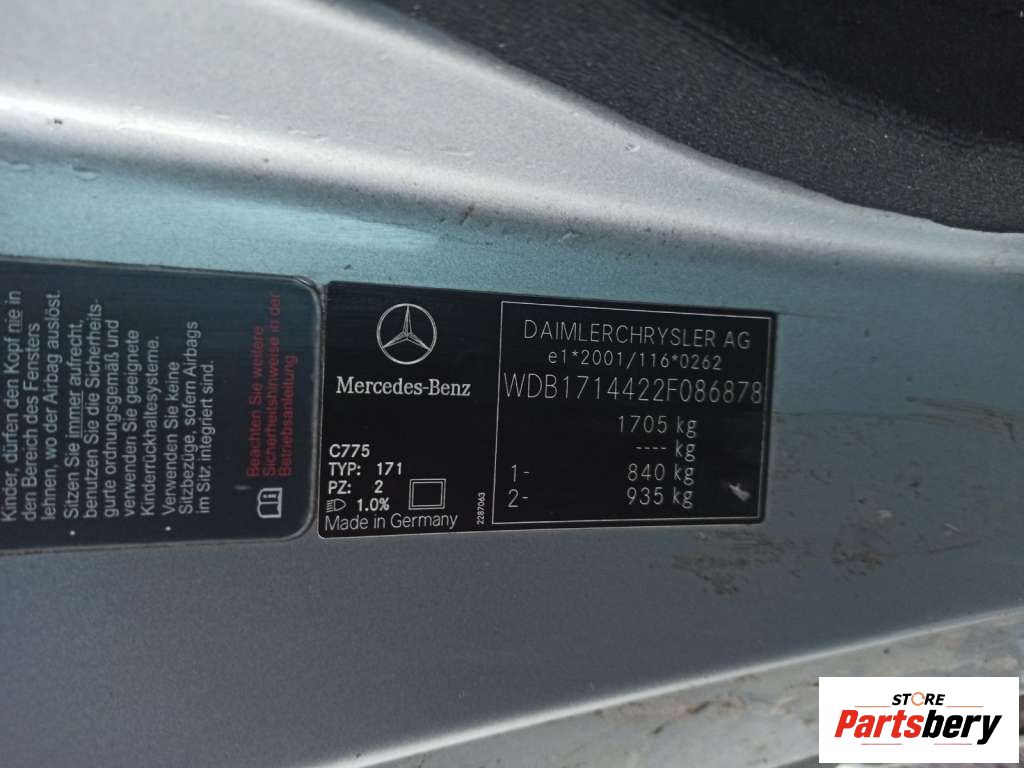 Kinder, dürfen den Kopf nie in
den Bereich des Fensters
lehnen, wo der Airbag auslöst.
Sitzen Sie immer aufrecht,
benutzen Sie die Sicherheits-
gurte ordnungsgemäß und
verwenden Sie geeignete
Kinderrückhaltesysteme.
Verwenden Sie keine
Sitzbezüge, sofern Airbags
im Sitz integriert sind.
Beachten Sie weitere
Sicherheitshinweise in der
Betriebsanleitung
Mercedes-Benz
C775
TYP: 171
PZ: 2
1.0%
Made in Germany
2287063
DAIMLERCHRYSLER AG
e1*2001/116*0262
WDB1714422F086878
1705 kg
---- kg
1- 840 kg
2- 935 kg
STORE
Partsbery